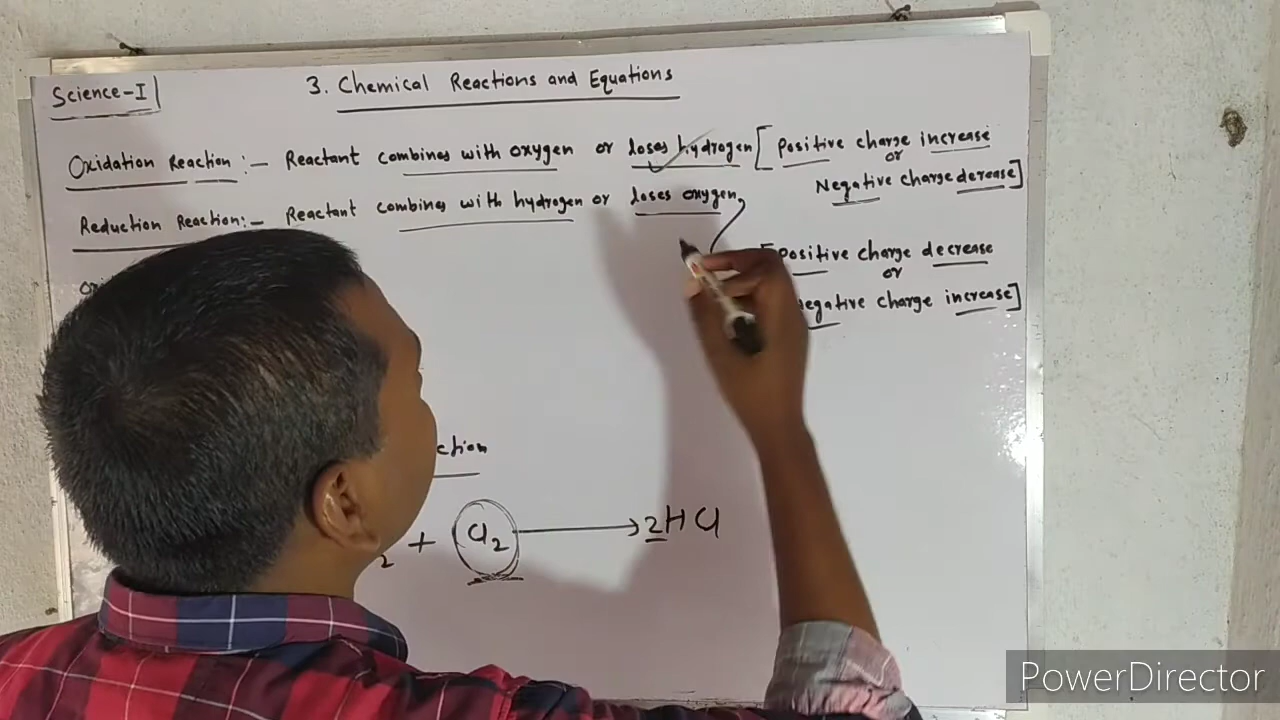 Science-I
3. Chemical Reactions and Equations
Oxidation Reaction:- Reactant combines with oxygen or loses hydrogen [Positive charge increase
or
Negative charge derease]
Reduction Reaction:- Reactant combines with hydrogen or loses oxygen
[Positive charge decrease
or
negative charge increase]
ction
2 + Cl2 → 2HCl
PowerDirector